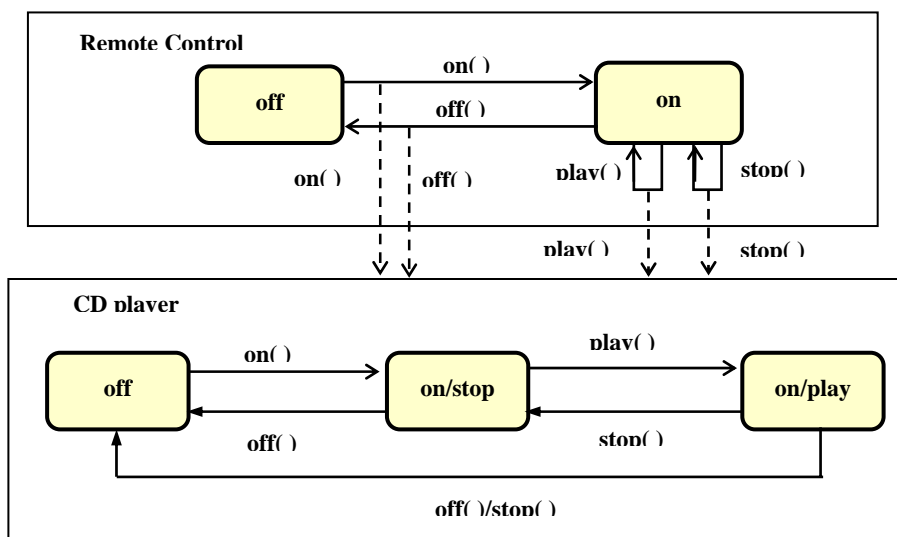 Remote Control
on( )
off
off( )
on
on( )
off( )
play( )
stop( )
play( )
stop( )
CD player
on( )
play( )
off
on/stop
on/play
off( )
stop( )
off( )/stop( )